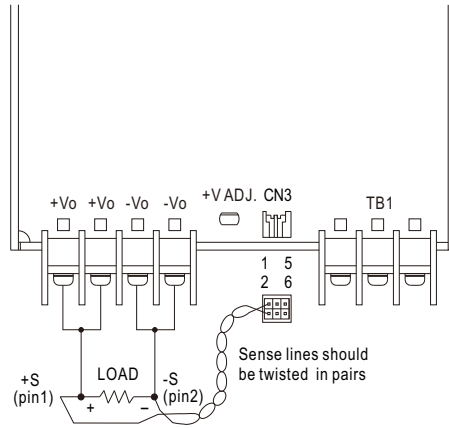 +Vo +Vo -Vo -Vo +V ADJ. CN3 TB1
1 5
2 6
Sense lines should
be twisted in pairs
+S
(pin1)
LOAD
+ −
-S
(pin2)